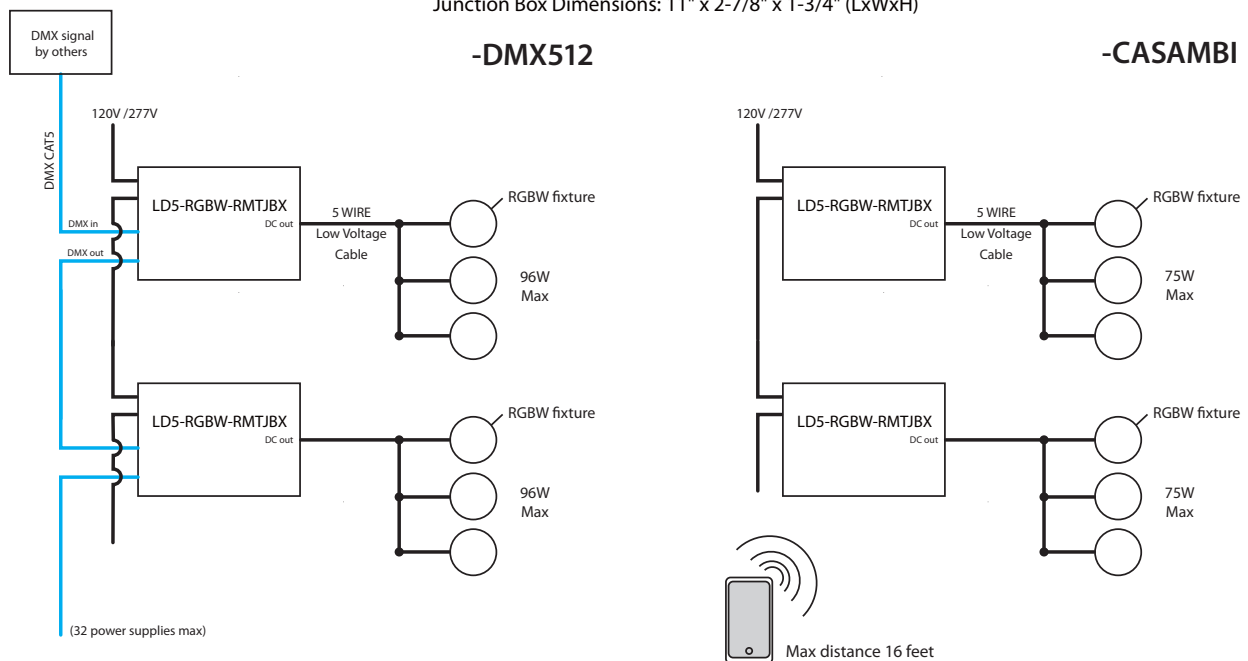 Junction Box Dimensions: 11" x 2-7/8" x 1-3/4" (LxWxH)
DMX signal
by others
-DMX512
120V /277V
DMX CAT5
LD5-RGBW-RMTJBX
DC out
DMX in
DMX out
5 WIRE
Low Voltage
Cable
RGBW fixture
96W
Max
LD5-RGBW-RMTJBX
DC out
RGBW fixture
96W
Max
(32 power supplies max)
-CASAMBI
120V /277V
LD5-RGBW-RMTJBX
DC out
5 WIRE
Low Voltage
Cable
RGBW fixture
75W
Max
LD5-RGBW-RMTJBX
DC out
RGBW fixture
75W
Max
Max distance 16 feet